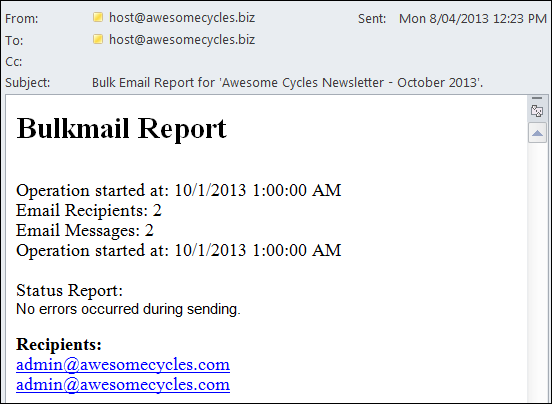 From: host@awesomecycles.biz Sent: Mon 8/04/2013 12:23 PM
To: host@awesomecycles.biz
Cc:
Subject: Bulk Email Report for 'Awesome Cycles Newsletter - October 2013'.
Bulkmail Report
Operation started at: 10/1/2013 1:00:00 AM
Email Recipients: 2
Email Messages: 2
Operation started at: 10/1/2013 1:00:00 AM
Status Report:
No errors occurred during sending.
Recipients:
admin@awesomecycles.com
admin@awesomecycles.com